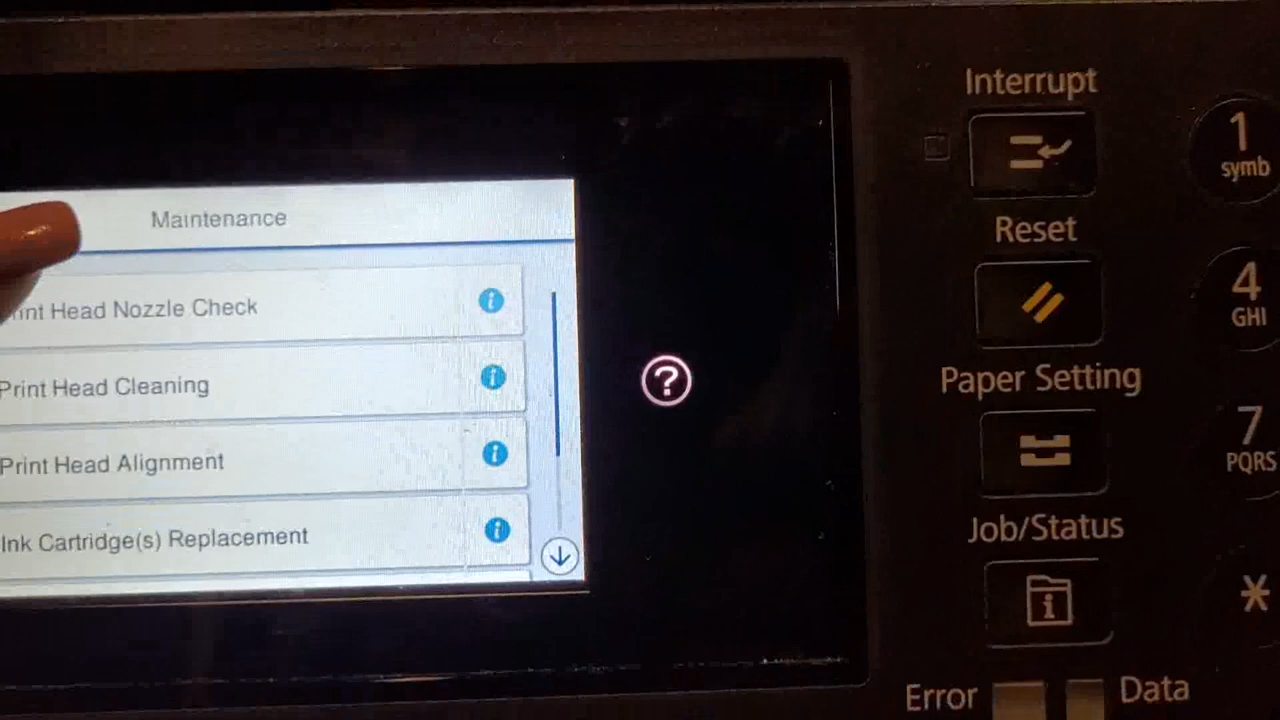 Maintenance
Head Nozzle Check
Print Head Cleaning
Print Head Alignment
Ink Cartridge(s) Replacement
?
Interrupt
Reset
Paper Setting
Job/Status
Error
Data
1
symb
4
GHI
7
PQRS
*